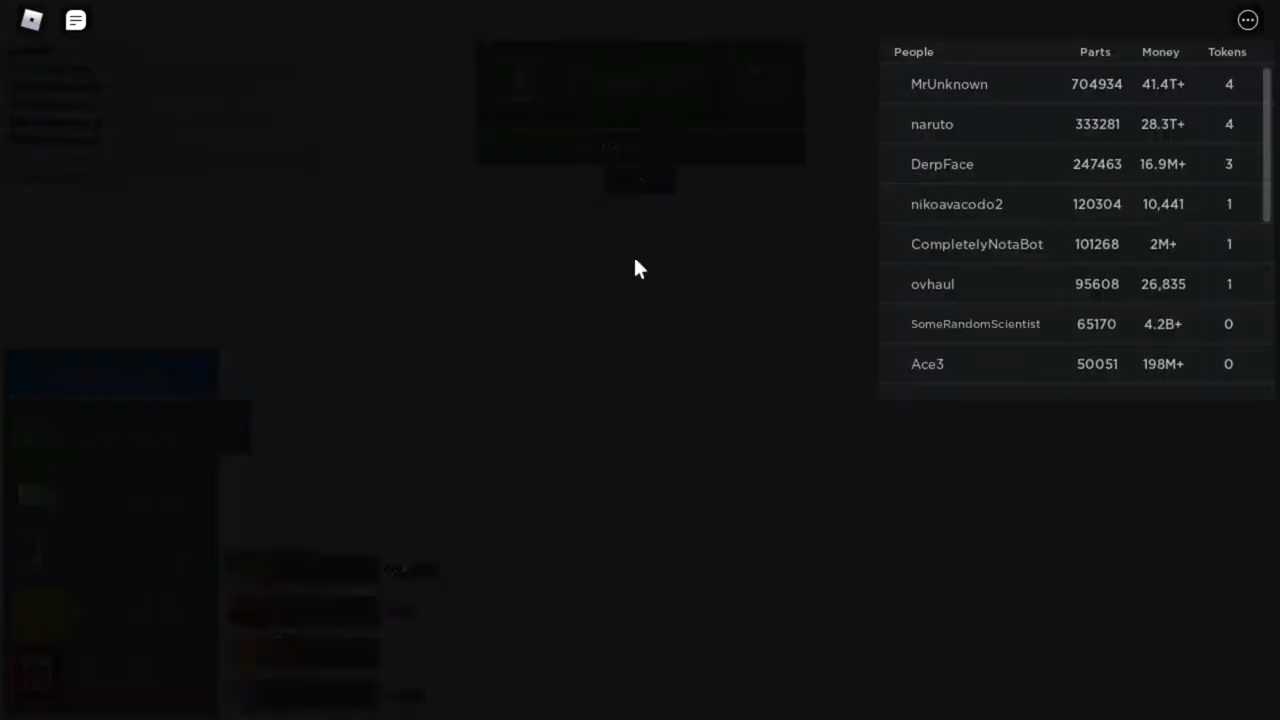 People Parts Money Tokens
MrUnknown 704934 41.4T+ 4
naruto 333281 28.3T+ 4
DerpFace 247463 16.9M+ 3
nikoavacodo2 120304 10,441 1
CompletelyNotaBot 101268 2M+ 1
ovhaul 95608 26,835 1
SomeRandomScientist 65170 4.2B+ 0
Ace3 50051 198M+ 0